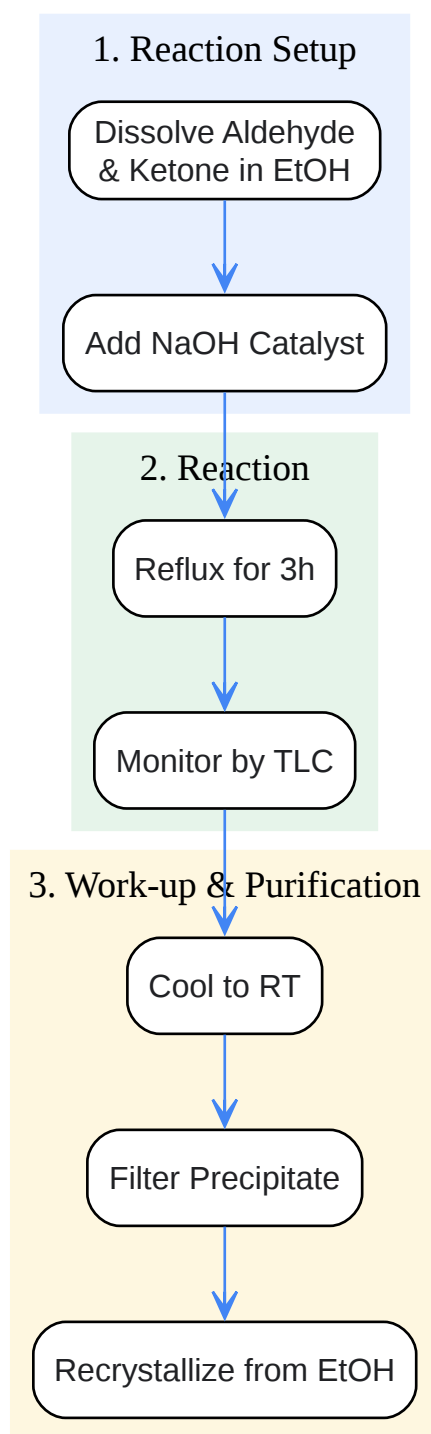 1. Reaction Setup
Dissolve Aldehyde
& Ketone in EtOH
Add NaOH Catalyst
2. Reaction
Reflux for 3h
Monitor by TLC
3. Work-up & Purification
Cool to RT
Filter Precipitate
Recrystallize from EtOH